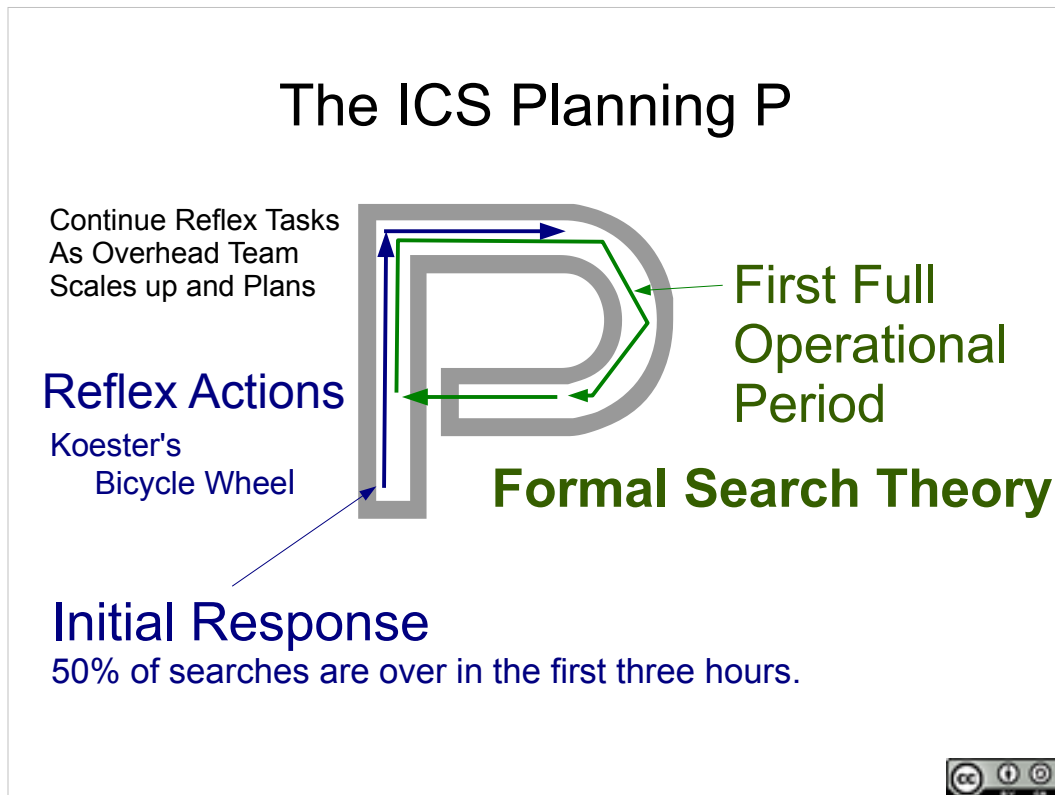 The ICS Planning P
Continue Reflex Tasks
As Overhead Team
Scales up and Plans
First Full
Operational
Period
Reflex Actions
Koester's
Bicycle Wheel
Formal Search Theory
Initial Response
50% of searches are over in the first three hours.
cc